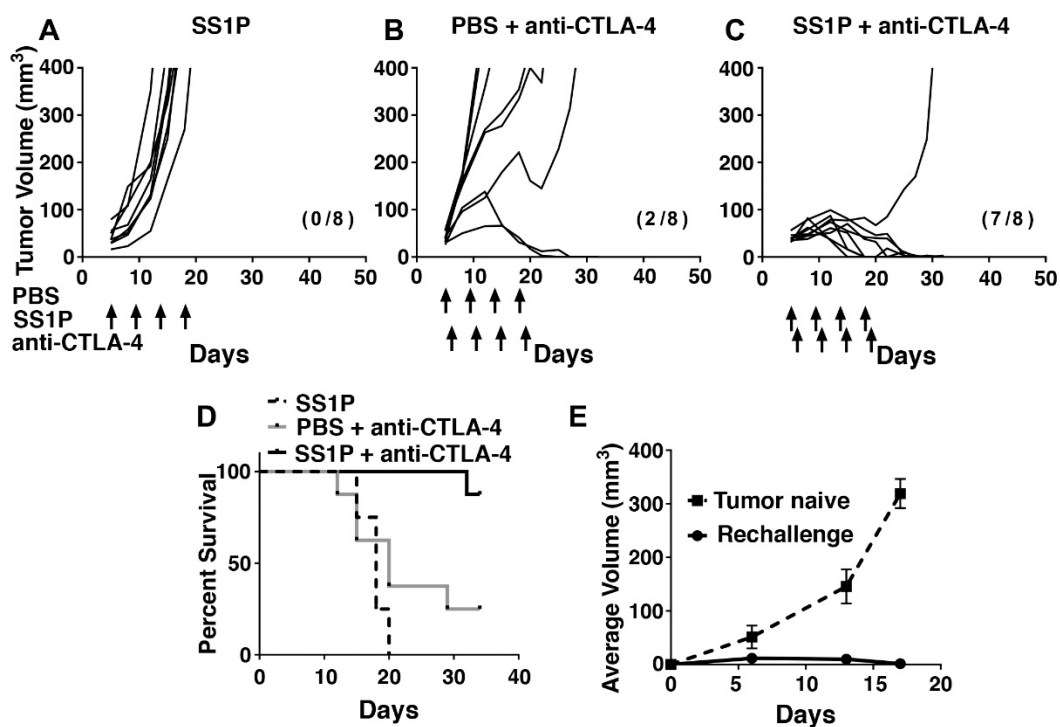 A SS1P
B PBS + anti-CTLA-4
C SS1P + anti-CTLA-4
Tumor Volume (mm3)
400
300
200
100
0
0 10 20 30 40 50
(0/8)
400
300
200
100
0
0 10 20 30 40 50
(2/8)
400
300
200
100
0
0 10 20 30 40 50
(7/8)
PBS
SS1P
anti-CTLA-4
Days
Days
Days
D
SS1P
PBS + anti-CTLA-4
SS1P + anti-CTLA-4
Percent Survival
100
50
0
0 10 20 30 40
Days
E
Average Volume (mm3)
400
300
200
100
0
0 5 10 15 20
Tumor naive
Rechallenge
Days